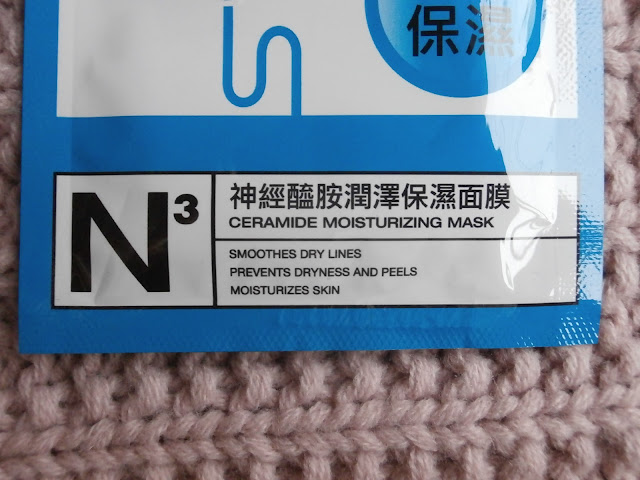 保濕
N³
神經醯胺潤澤保濕面膜
CERAMIDE MOISTURIZING MASK
SMOOTHES DRY LINES
PREVENTS DRYNESS AND PEELS
MOISTURIZES SKIN